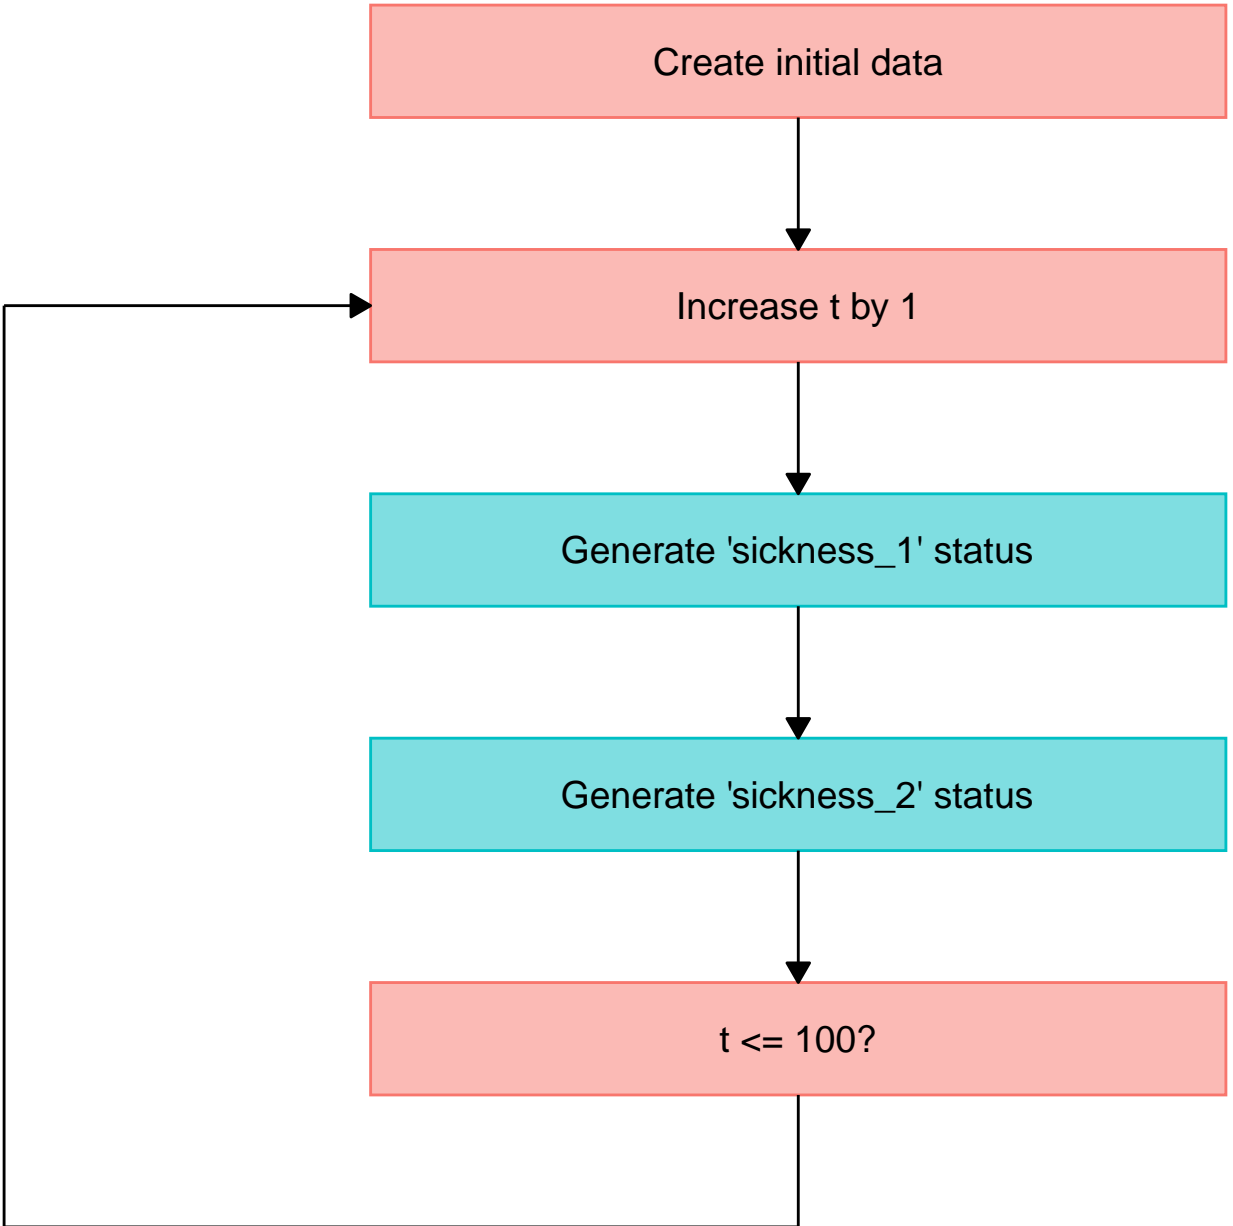 Create initial data
Increase t by 1
Generate 'sickness_1' status
Generate 'sickness_2' status
t <= 100?